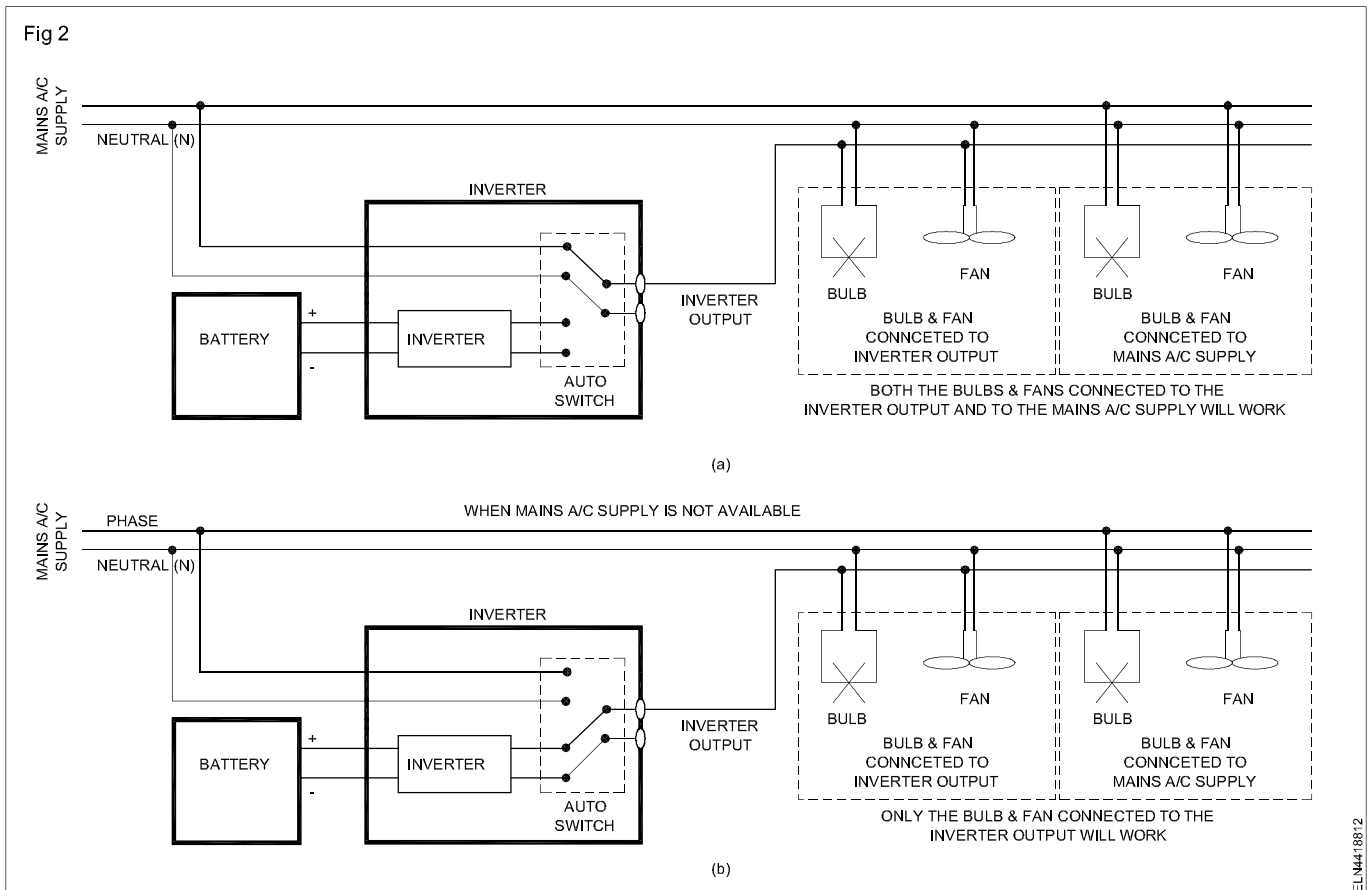 Fig 2
MAINS A/C
SUPPLY
NEUTRAL (N)
INVERTER
BATTERY
+
-
INVERTER
AUTO
SWITCH
INVERTER
OUTPUT
BULB
FAN
BULB & FAN
CONNCETED TO
INVERTER OUTPUT
BULB
FAN
BULB & FAN
CONNCETED TO
MAINS A/C SUPPLY
BOTH THE BULBS & FANS CONNECTED TO THE
INVERTER OUTPUT AND TO THE MAINS A/C SUPPLY WILL WORK
(a)
MAINS A/C
SUPPLY
PHASE
WHEN MAINS A/C SUPPLY IS NOT AVAILABLE
NEUTRAL (N)
INVERTER
BATTERY
+
-
INVERTER
AUTO
SWITCH
INVERTER
OUTPUT
BULB
FAN
BULB & FAN
CONNCETED TO
INVERTER OUTPUT
BULB
FAN
BULB & FAN
CONNCETED TO
MAINS A/C SUPPLY
ONLY THE BULB & FAN CONNECTED TO THE
INVERTER OUTPUT WILL WORK
(b)
ELN4418812